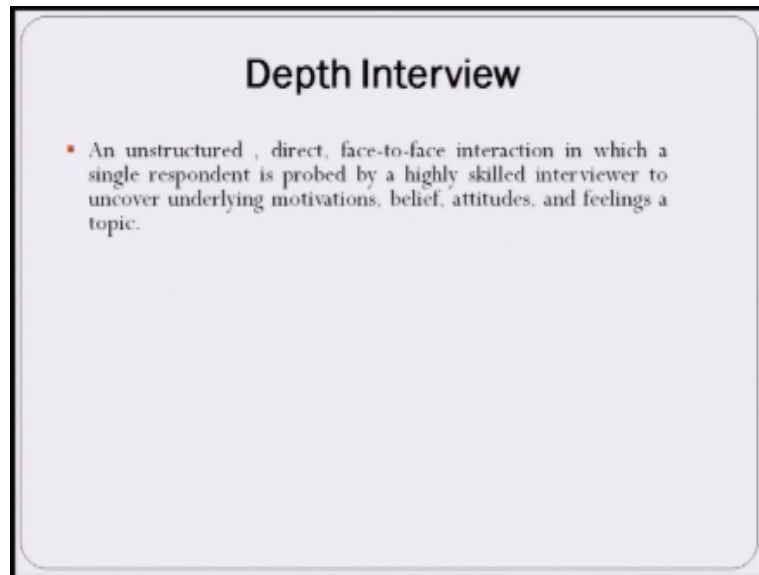 Depth Interview
An unstructured , direct, face-to-face interaction in which a
single respondent is probed by a highly skilled interviewer to
uncover underlying motivations, belief, attitudes, and feelings a
topic.